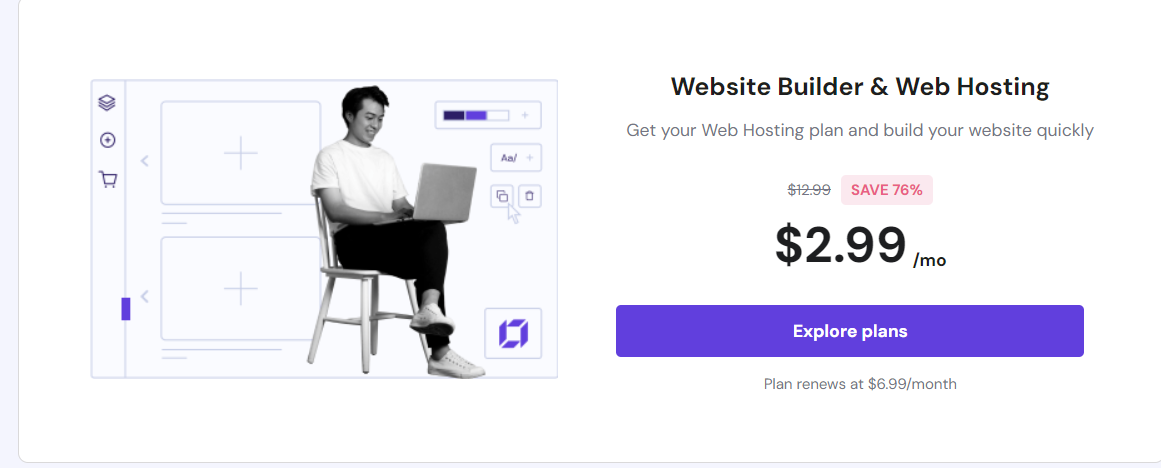 Website Builder & Web Hosting
Get your Web Hosting plan and build your website quickly
$12.99 SAVE 76%
$2.99 /mo
Aa/
Explore plans
Plan renews at $6.99/month